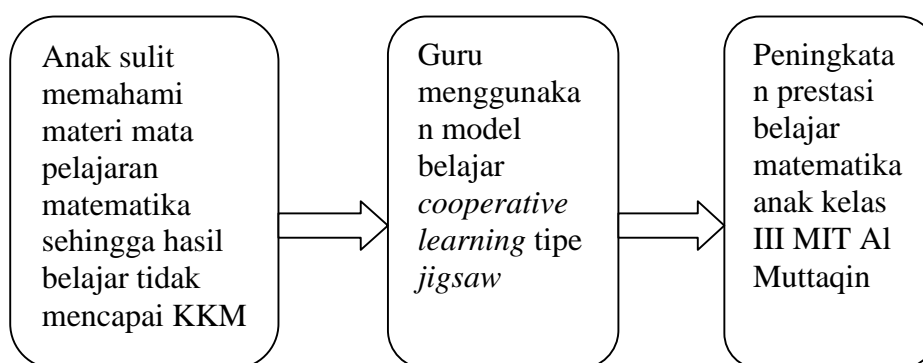 Anak sulit
memahami
materi mata
pelajaran
matematika
sehingga hasil
belajar tidak
mencapai KKM
Guru
menggunaka
n model
belajar
cooperative
learning tipe
jigsaw
Peningkata
n prestasi
belajar
matematika
anak kelas
III MIT Al
Muttaqin